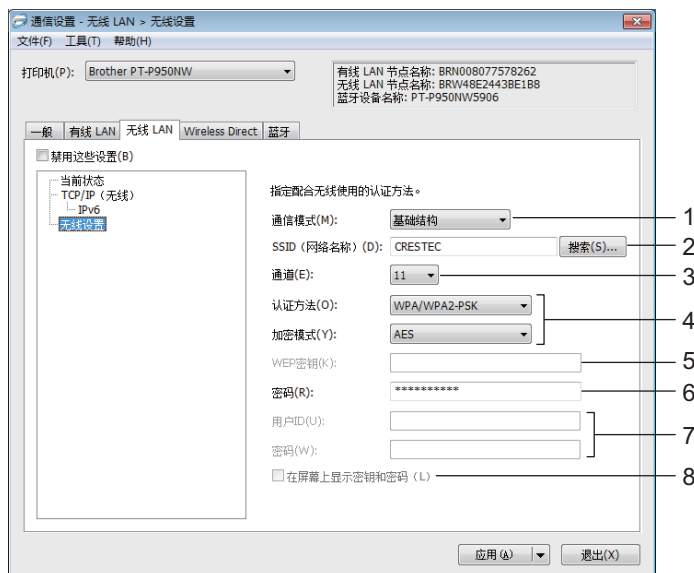 通信设置 - 无线 LAN > 无线设置
文件(F) 工具(T) 帮助(H)
打印机(P): Brother PT-P950NW
有线 LAN 节点名称: BRN008077578262
无线 LAN 节点名称: BRW48E2443BE1B8
蓝牙设备名称: PT-P950NW5906
一般 有线 LAN 无线 LAN Wireless Direct 蓝牙
禁用这些设置(B)
当前状态
TCP/IP（无线）
IPv6
无线设置
指定配合无线使用的认证方法。
通信模式(M): 基础结构 1
SSID（网络名称）(D): CRESTEC 搜索(S)... 2
通道(E): 11 3
认证方法(O): WPA/WPA2-PSK
4
加密模式(Y): AES
WEP密钥(K): 5
密码(R): ********** 6
用户ID(U):
7
密码(W):
在屏幕上显示密钥和密码（L） 8
应用(A) 退出(X)